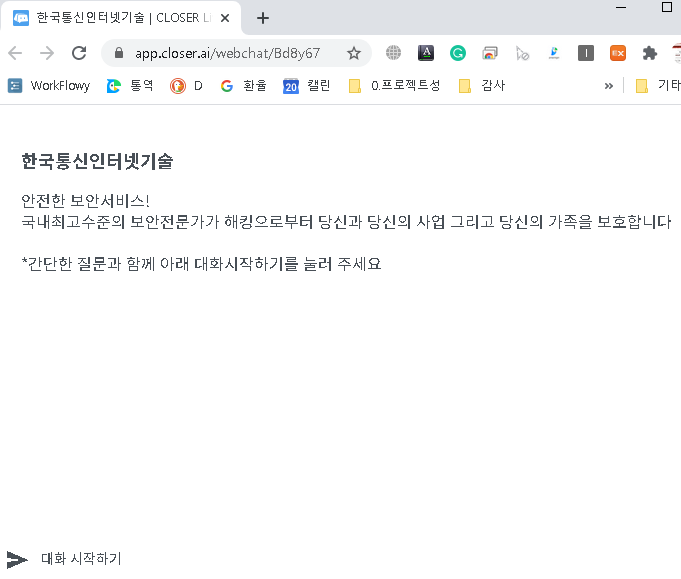 한국통신인터넷기술 | CLOSER L
app.closer.ai/webchat/Bd8y67
WorkFlowy 통역 D 환율 캘린 0.프로젝트성 감사 » 기타
한국통신인터넷기술
안전한 보안서비스!
국내최고수준의 보안전문가가 해킹으로부터 당신과 당신의 사업 그리고 당신의 가족을 보호합니다
*간단한 질문과 함께 아래 대화시작하기를 눌러 주세요
대화 시작하기